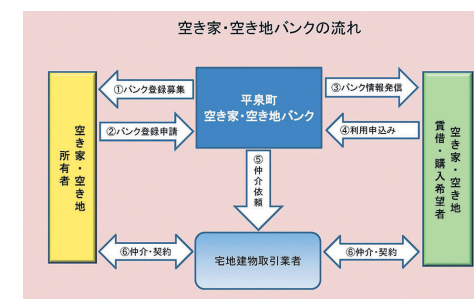 空き家・空き地バンクの流れ
空き家・空き地
所有者
①バンク登録募集
②バンク登録申請
平泉町
空き家・空き地バンク
③バンク情報発信
④利用申込み
空き家・空き地
賃借・購入希望者
⑤仲介依頼
⑥仲介・契約
宅地建物取引業者
⑥仲介・契約